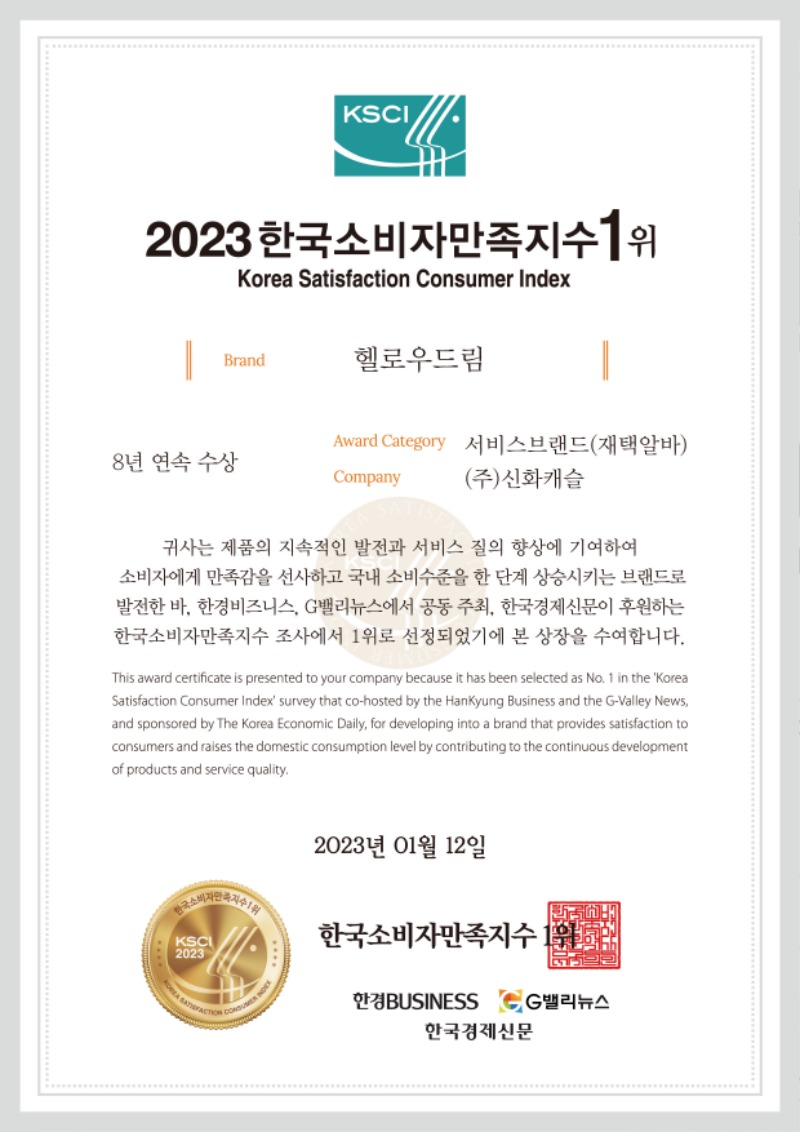 KSCI
2023 한국소비자만족지수1위
Korea Satisfaction Consumer Index
Brand 헬로우드림
8년 연속 수상
Award Category 서비스브랜드(재택알바)
Company (주)신화캐슬
귀사는 제품의 지속적인 발전과 서비스 질의 향상에 기여하여
소비자에게 만족감을 선사하고 국내 소비수준을 한 단계 상승시키는 브랜드로
발전한 바, 한경비즈니스, G밸리뉴스에서 공동 주최, 한국경제신문이 후원하는
한국소비자만족지수 조사에서 1위로 선정되었기에 본 상장을 수여합니다.
This award certificate is presented to your company because it has been selected as No. 1 in the 'Korea
Satisfaction Consumer Index' survey that co-hosted by the HanKyung Business and the G-Valley News,
and sponsored by The Korea Economic Daily, for developing into a brand that provides satisfaction to
consumers and raises the domestic consumption level by contributing to the continuous development
of products and service quality.
2023년 01월 12일
한국소비자만족지수 1위
KSCI
2023
KOREA SATISFACTION CONSUMER INDEX
한국소비자만족지수 1위
한경BUSINESS G밸리뉴스
한국경제신문